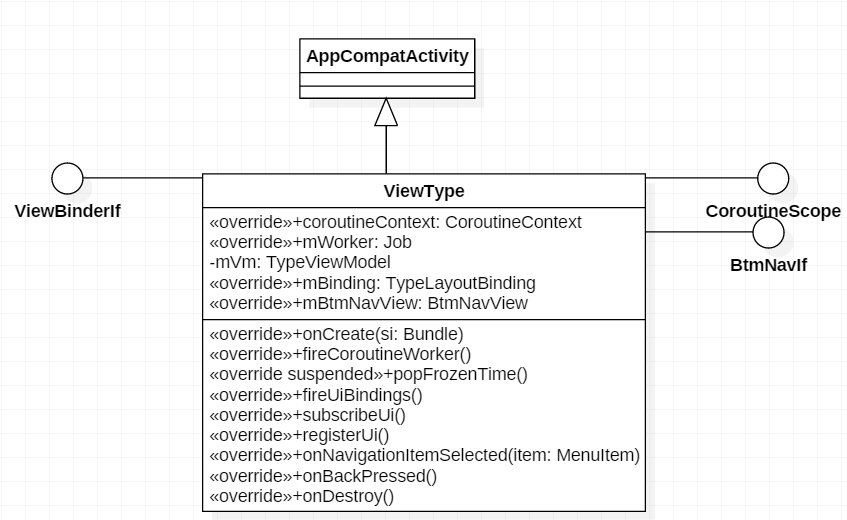 AppCompatActivity
ViewBinderIf
ViewType
CoroutineScope
BtmNavIf
«override»+coroutineContext: CoroutineContext
«override»+mWorker: Job
-mVm: TypeViewModel
«override»+mBinding: TypeLayoutBinding
«override»+mBtmNavView: BtmNavView
«override»+onCreate(si: Bundle)
«override»+fireCoroutineWorker()
«override suspended»+popFrozenTime()
«override»+fireUiBindings()
«override»+subscribeUi()
«override»+registerUi()
«override»+onNavigationItemSelected(item: MenuItem)
«override»+onBackPressed()
«override»+onDestroy()